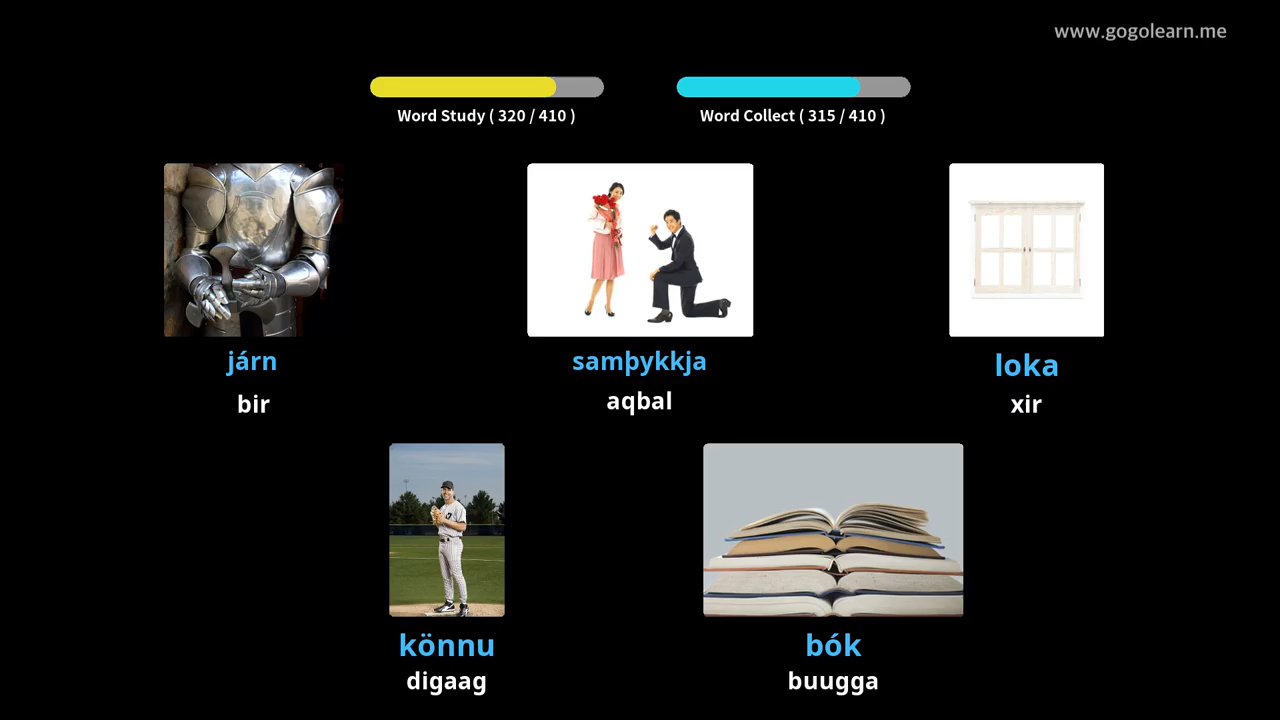 www.gogolearn.me
Word Study ( 320 / 410 )
Word Collect ( 315 / 410 )
járn
samþykkja
loka
bir
aqbal
xir
könnu
bók
digaag
buugga